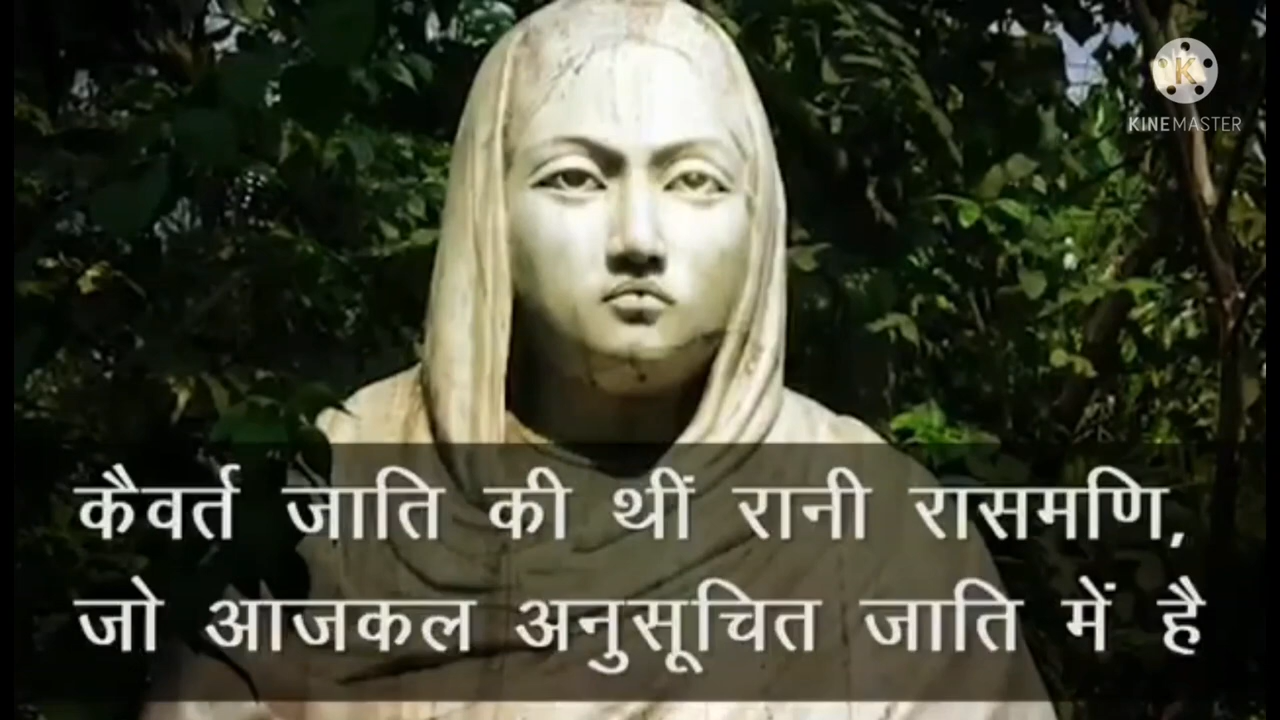 KINEMASTER
कैवर्त जाति की थीं रानी रासमणि,
जो आजकल अनुसूचित जाति में है